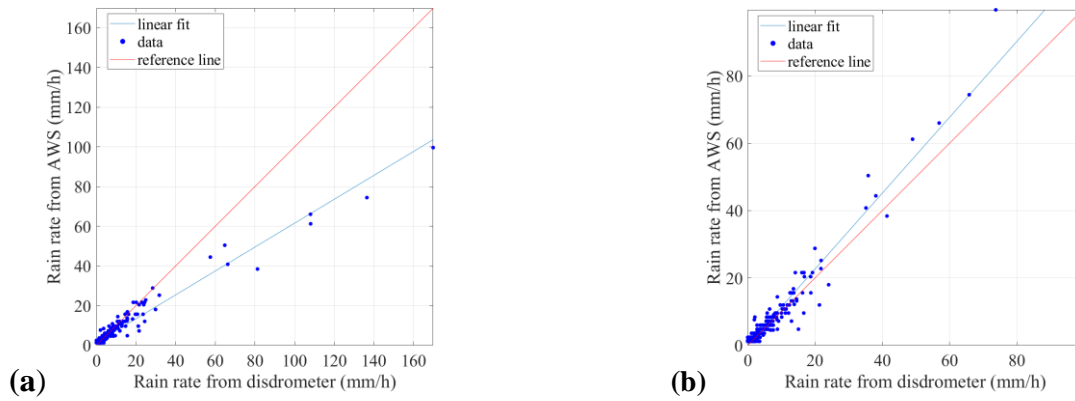 170
160
140
120
100
80
60
40
20
0
0 20 40 60 80 100 120 140 160
Rain rate from AWS (mm/h)
Rain rate from disdrometer (mm/h)
linear fit
data
reference line
(a)
80
60
40
20
0
0 20 40 60 80
Rain rate from AWS (mm/h)
Rain rate from disdrometer (mm/h)
linear fit
data
reference line
(b)